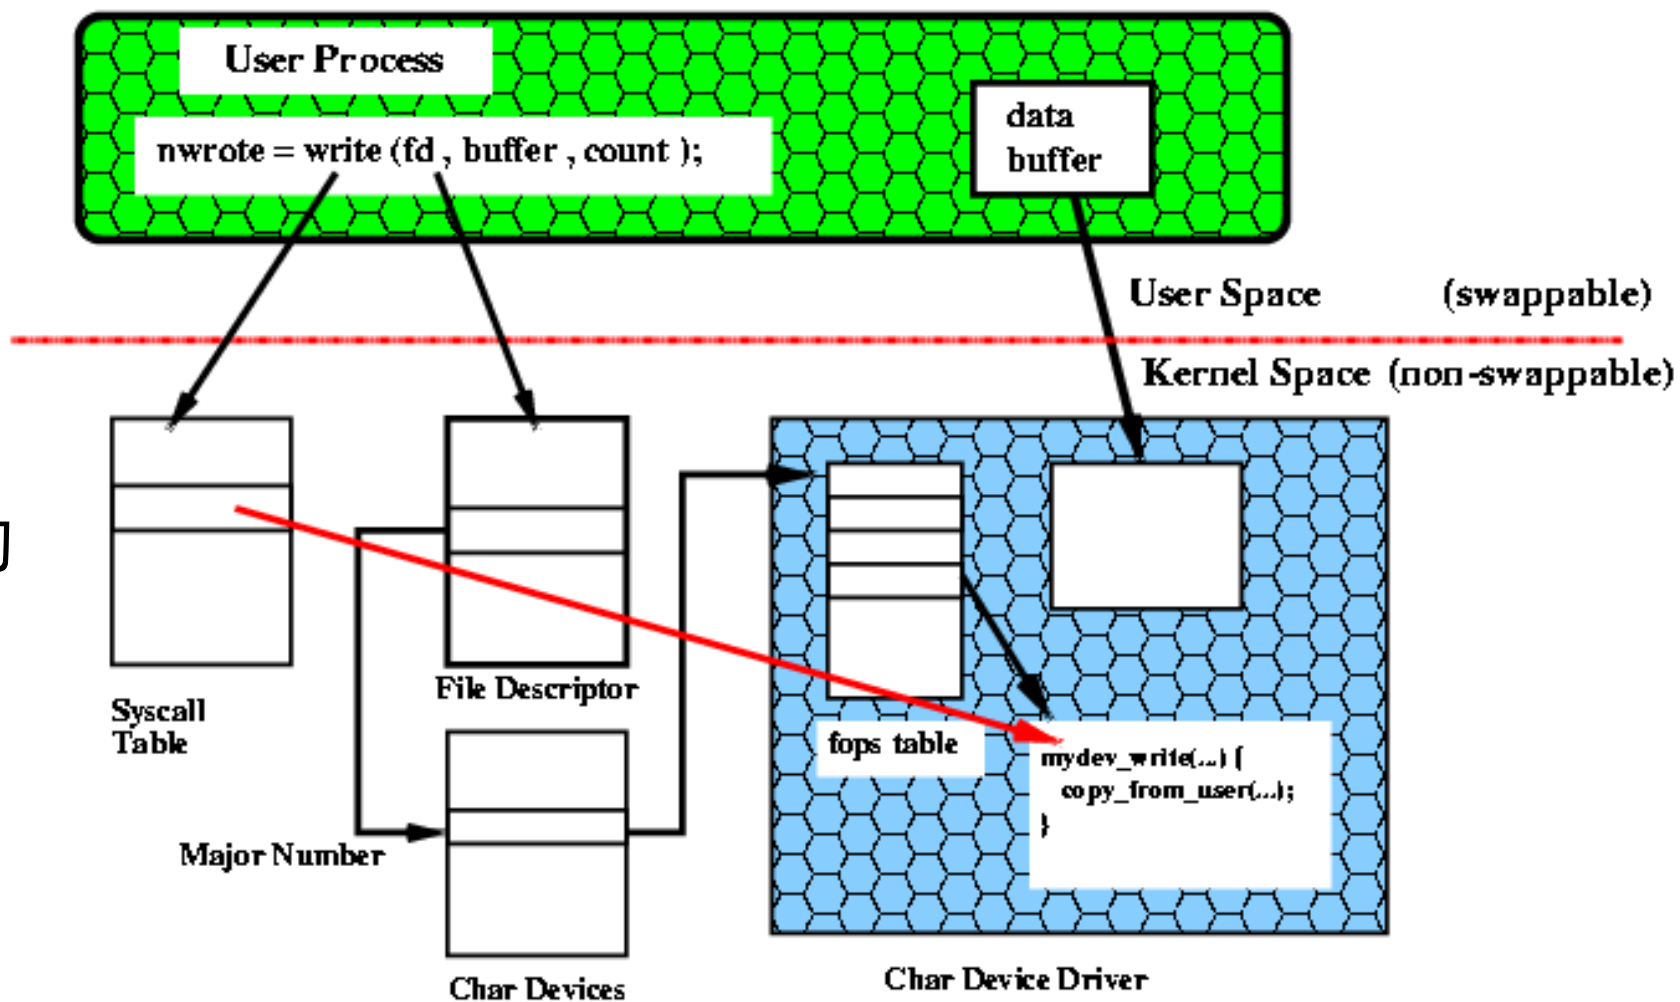 User Process
nwrote = write (fd , buffer , count );
data
buffer
User Space (swappable)
Kernel Space (non-swappable)
File Descriptor
Syscall
Table
fops table
mydev_write(...) {
copy_from_user(...);
}
Major Number
Char Devices
Char Device Driver